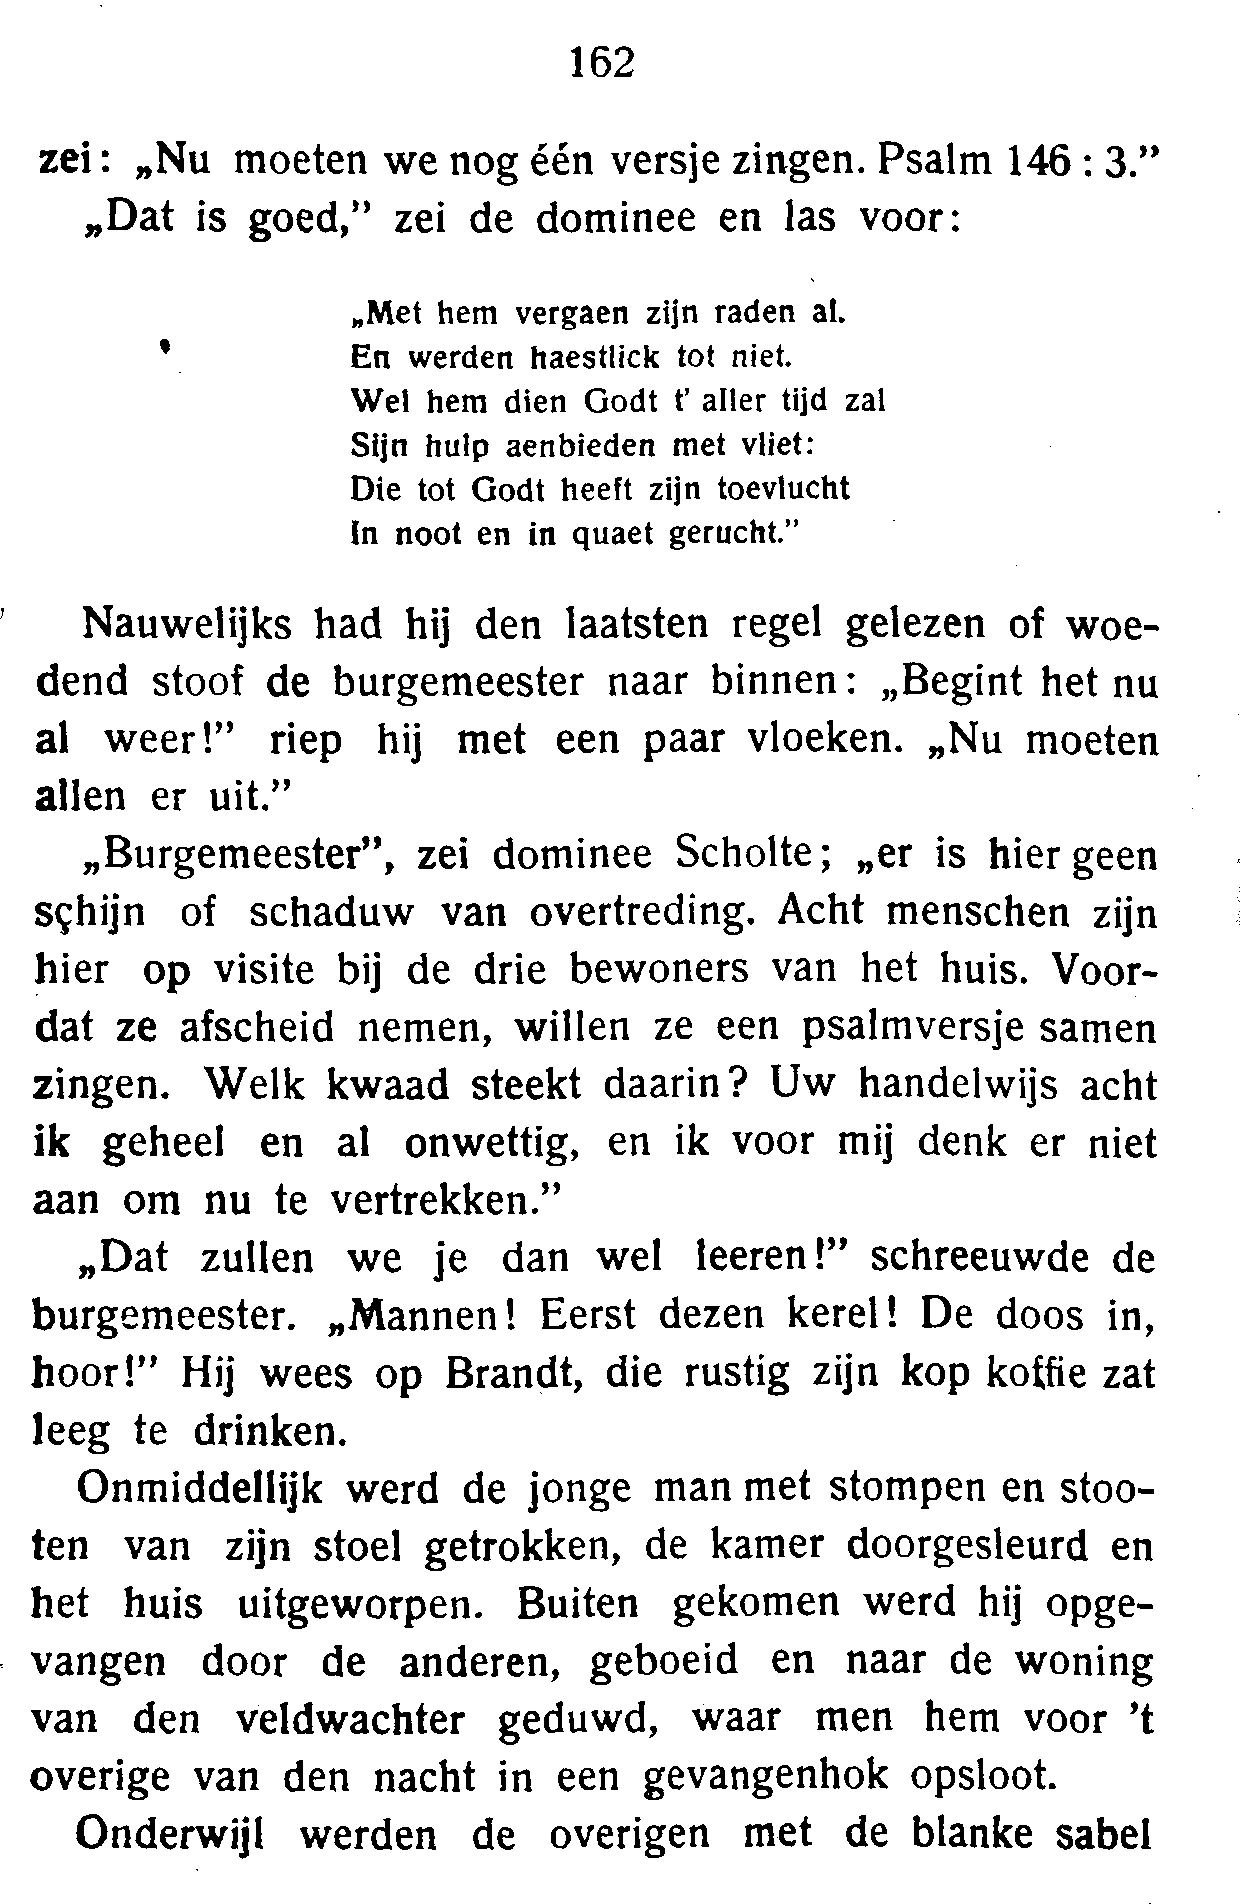 162
zei: „Nu moeten we nog één versje zingen. Psalm 146 : 3.”
„Dat is goed,” zei de dominee en las voor:
„Met hem vergaen zijn raden al.
En werden haestlick tot niet.
Wel hem dien Godt t’ aller tijd zal
Sijn hulp aenbieden met vliet:
Die tot Godt heeft zijn toevlucht
In noot en in quaet gerucht.”
Nauwelijks had hij den laatsten regel gelezen of woe-
dend stoof de burgemeester naar binnen: „Begint het nu
al weer!” riep hij met een paar vloeken. „Nu moeten
allen er uit.”
„Burgemeester”, zei dominee Scholte; „er is hier geen
schijn of schaduw van overtreding. Acht menschen zijn
hier op visite bij de drie bewoners van het huis. Voor-
dat ze afscheid nemen, willen ze een psalmversje samen
zingen. Welk kwaad steekt daarin? Uw handelwijs acht
ik geheel en al onwettig, en ik voor mij denk er niet
aan om nu te vertrekken.”
„Dat zullen we je dan wel leeren!” schreeuwde de
burgemeester. „Mannen! Eerst dezen kerel! De doos in,
hoor!” Hij wees op Brandt, die rustig zijn kop koffie zat
leeg te drinken.
Onmiddellijk werd de jonge man met stompen en stoo-
ten van zijn stoel getrokken, de kamer doorgesleurd en
het huis uitgeworpen. Buiten gekomen werd hij opge-
vangen door de anderen, geboeid en naar de woning
van den veldwachter geduwd, waar men hem voor ’t
overige van den nacht in een gevangenhok opsloot.
Onderwijl werden de overigen met de blanke sabel